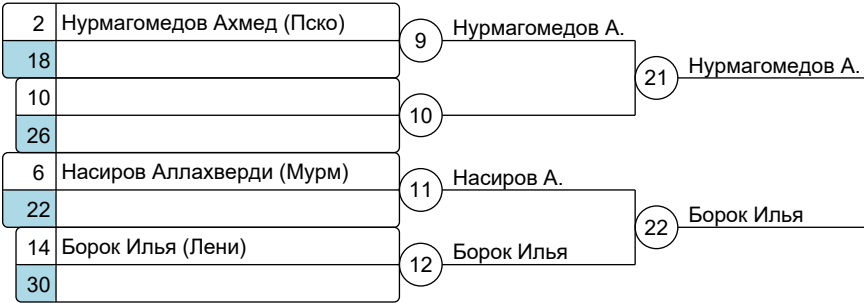 2 Нурмагомедов Ахмед (Пско)
9 Нурмагомедов А.
18
21 Нурмагомедов А.
10
10
26
6 Насиров Аллахверди (Мурм)
11 Насиров А.
22
22 Борок Илья
14 Борок Илья (Лени)
12 Борок Илья
30